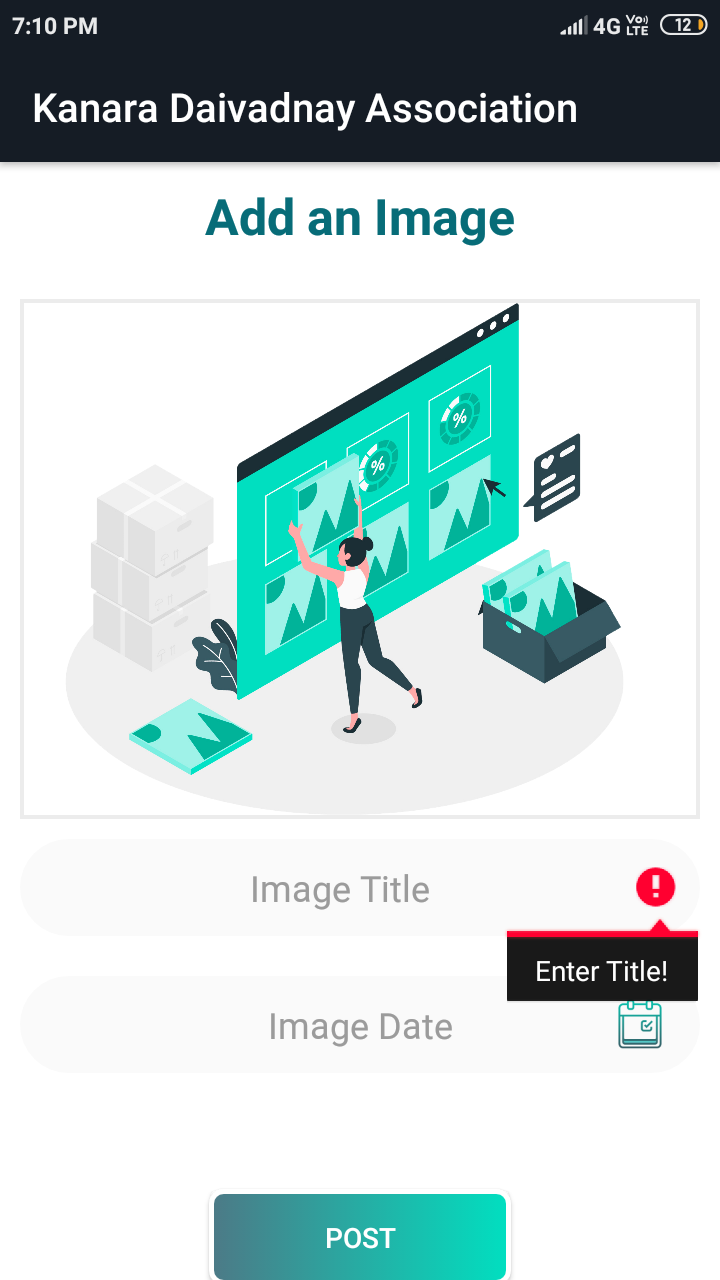 7:10 PM
4G Vo) LTE 12
Kanara Daivadnay Association
Add an Image
%
%
Image Title
Enter Title!
Image Date
POST